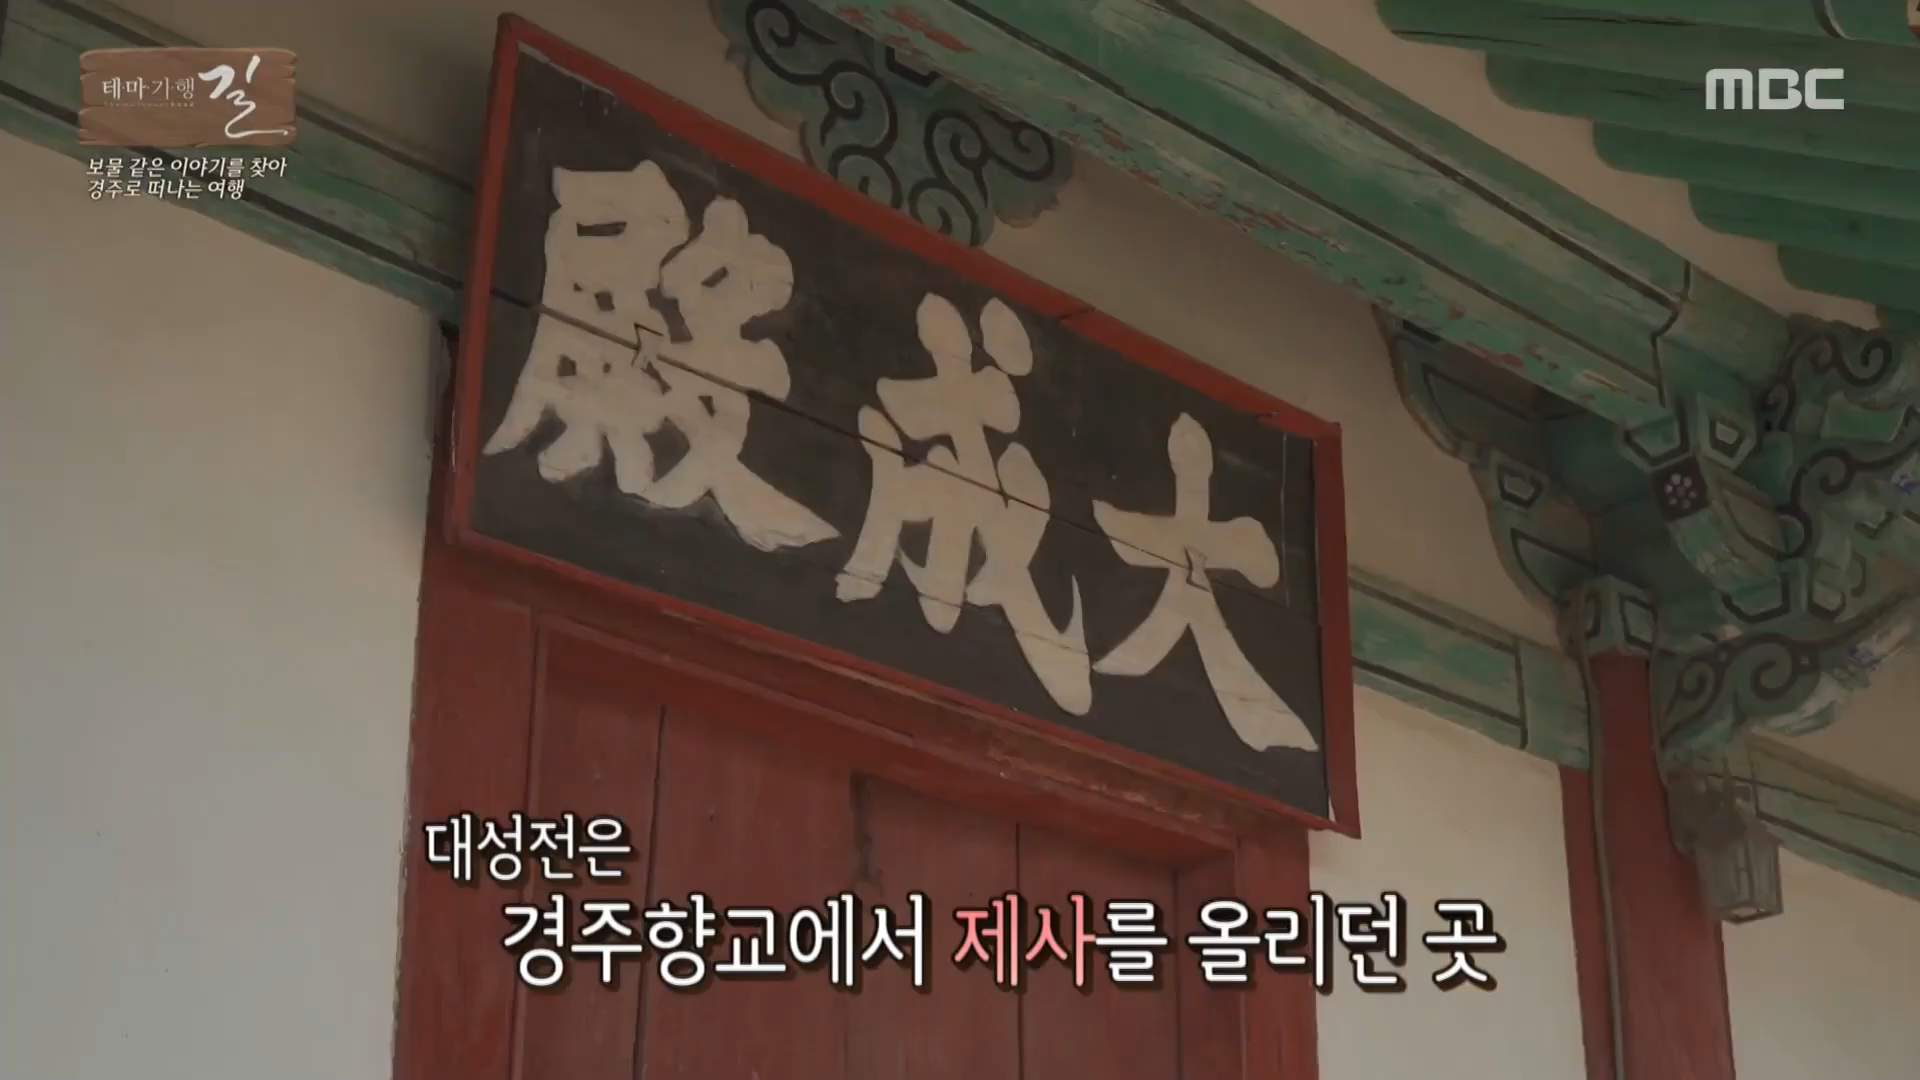 테·마·기·행 길
보물 같은 이야기를 찾아
경주로 떠나는 여행
MBC
殿成大
대성전은
경주향교에서 제사를 올리던 곳